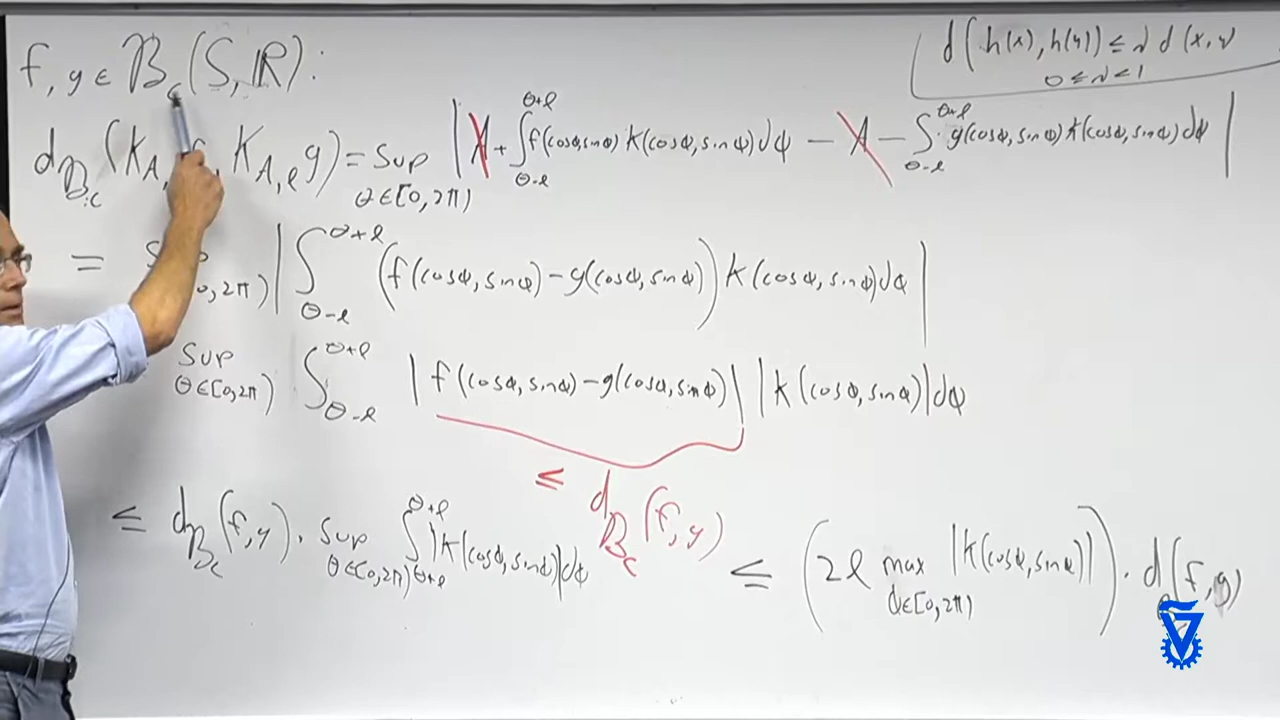 f, g ∈ B_c(S, ℝ):
d(h(x), h(y)) ≤ ν d(x, y)
0 ≤ ν < 1
d_{B_c}(K_A, , K_{A,ℓ} g) = sup_{θ∈[0,2π)} | A + ∫_{θ-ℓ}^{θ+ℓ} f(cosϕ, sinϕ) K(cosϕ, sinϕ) dϕ − A − ∫_{θ-ℓ}^{θ+ℓ} g(cosϕ, sinϕ) K(cosϕ, sinϕ) dϕ |
= , 2π) | ∫_{θ-ℓ}^{θ+ℓ} (f(cosϕ, sinϕ) − g(cosϕ, sinϕ)) K(cosϕ, sinϕ) dϕ |
sup_{θ∈[0,2π)} ∫_{θ-ℓ}^{θ+ℓ} | f(cosϕ, sinϕ) − g(cosϕ, sinϕ) | | K(cosϕ, sinϕ) | dϕ
≤ d_{B_c}(f, g)
≤ d_{B_c}(f, g) · sup_{θ∈[0,2π)} ∫_{θ+ℓ}^{θ+ℓ} |K(cosϕ, sinϕ)| dϕ ≤ (2ℓ max_{ϕ∈[0,2π)} |K(cosϕ, sinϕ)|) · d(f, g)